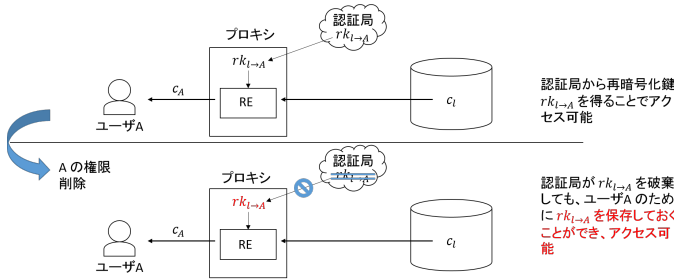 プロキシ
認証局
rk_{l→A}
rk_{l→A}
c_A
RE
c_l
ユーザA
認証局から再暗号化鍵
rk_{l→A} を得ることでアク
セス可能
A の権限
削除
プロキシ
認証局
rk_{l→A}
rk_{l→A}
c_A
RE
c_l
ユーザA
認証局が rk_{l→A} を破棄
しても、ユーザA のため
に rk_{l→A} を保存しておく
ことができ、アクセス可
能